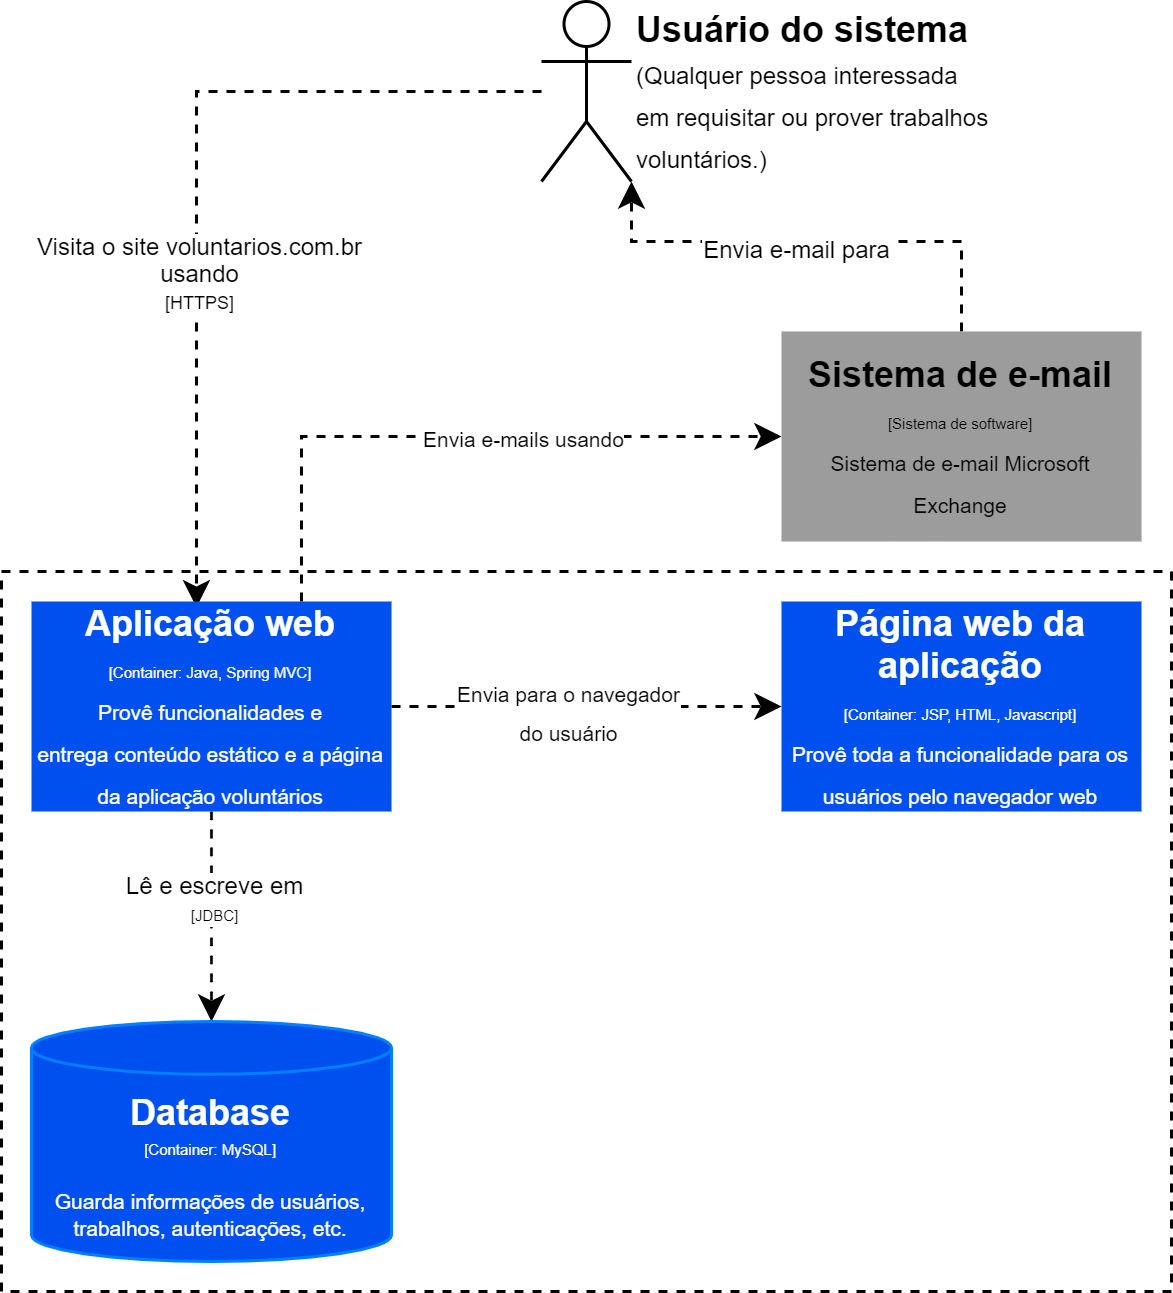 Usuário do sistema
(Qualquer pessoa interessada
em requisitar ou prover trabalhos
voluntários.)
Visita o site voluntarios.com.br
usando
[HTTPS]
Envia e-mail para
Sistema de e-mail
[Sistema de software]
Sistema de e-mail Microsoft
Exchange
Envia e-mails usando
Aplicação web
[Container: Java, Spring MVC]
Provê funcionalidades e
entrega conteúdo estático e a página
da aplicação voluntários
Envia para o navegador
do usuário
Página web da
aplicação
[Container: JSP, HTML, Javascript]
Provê toda a funcionalidade para os
usuários pelo navegador web
Lê e escreve em
[JDBC]
Database
[Container: MySQL]
Guarda informações de usuários,
trabalhos, autenticações, etc.